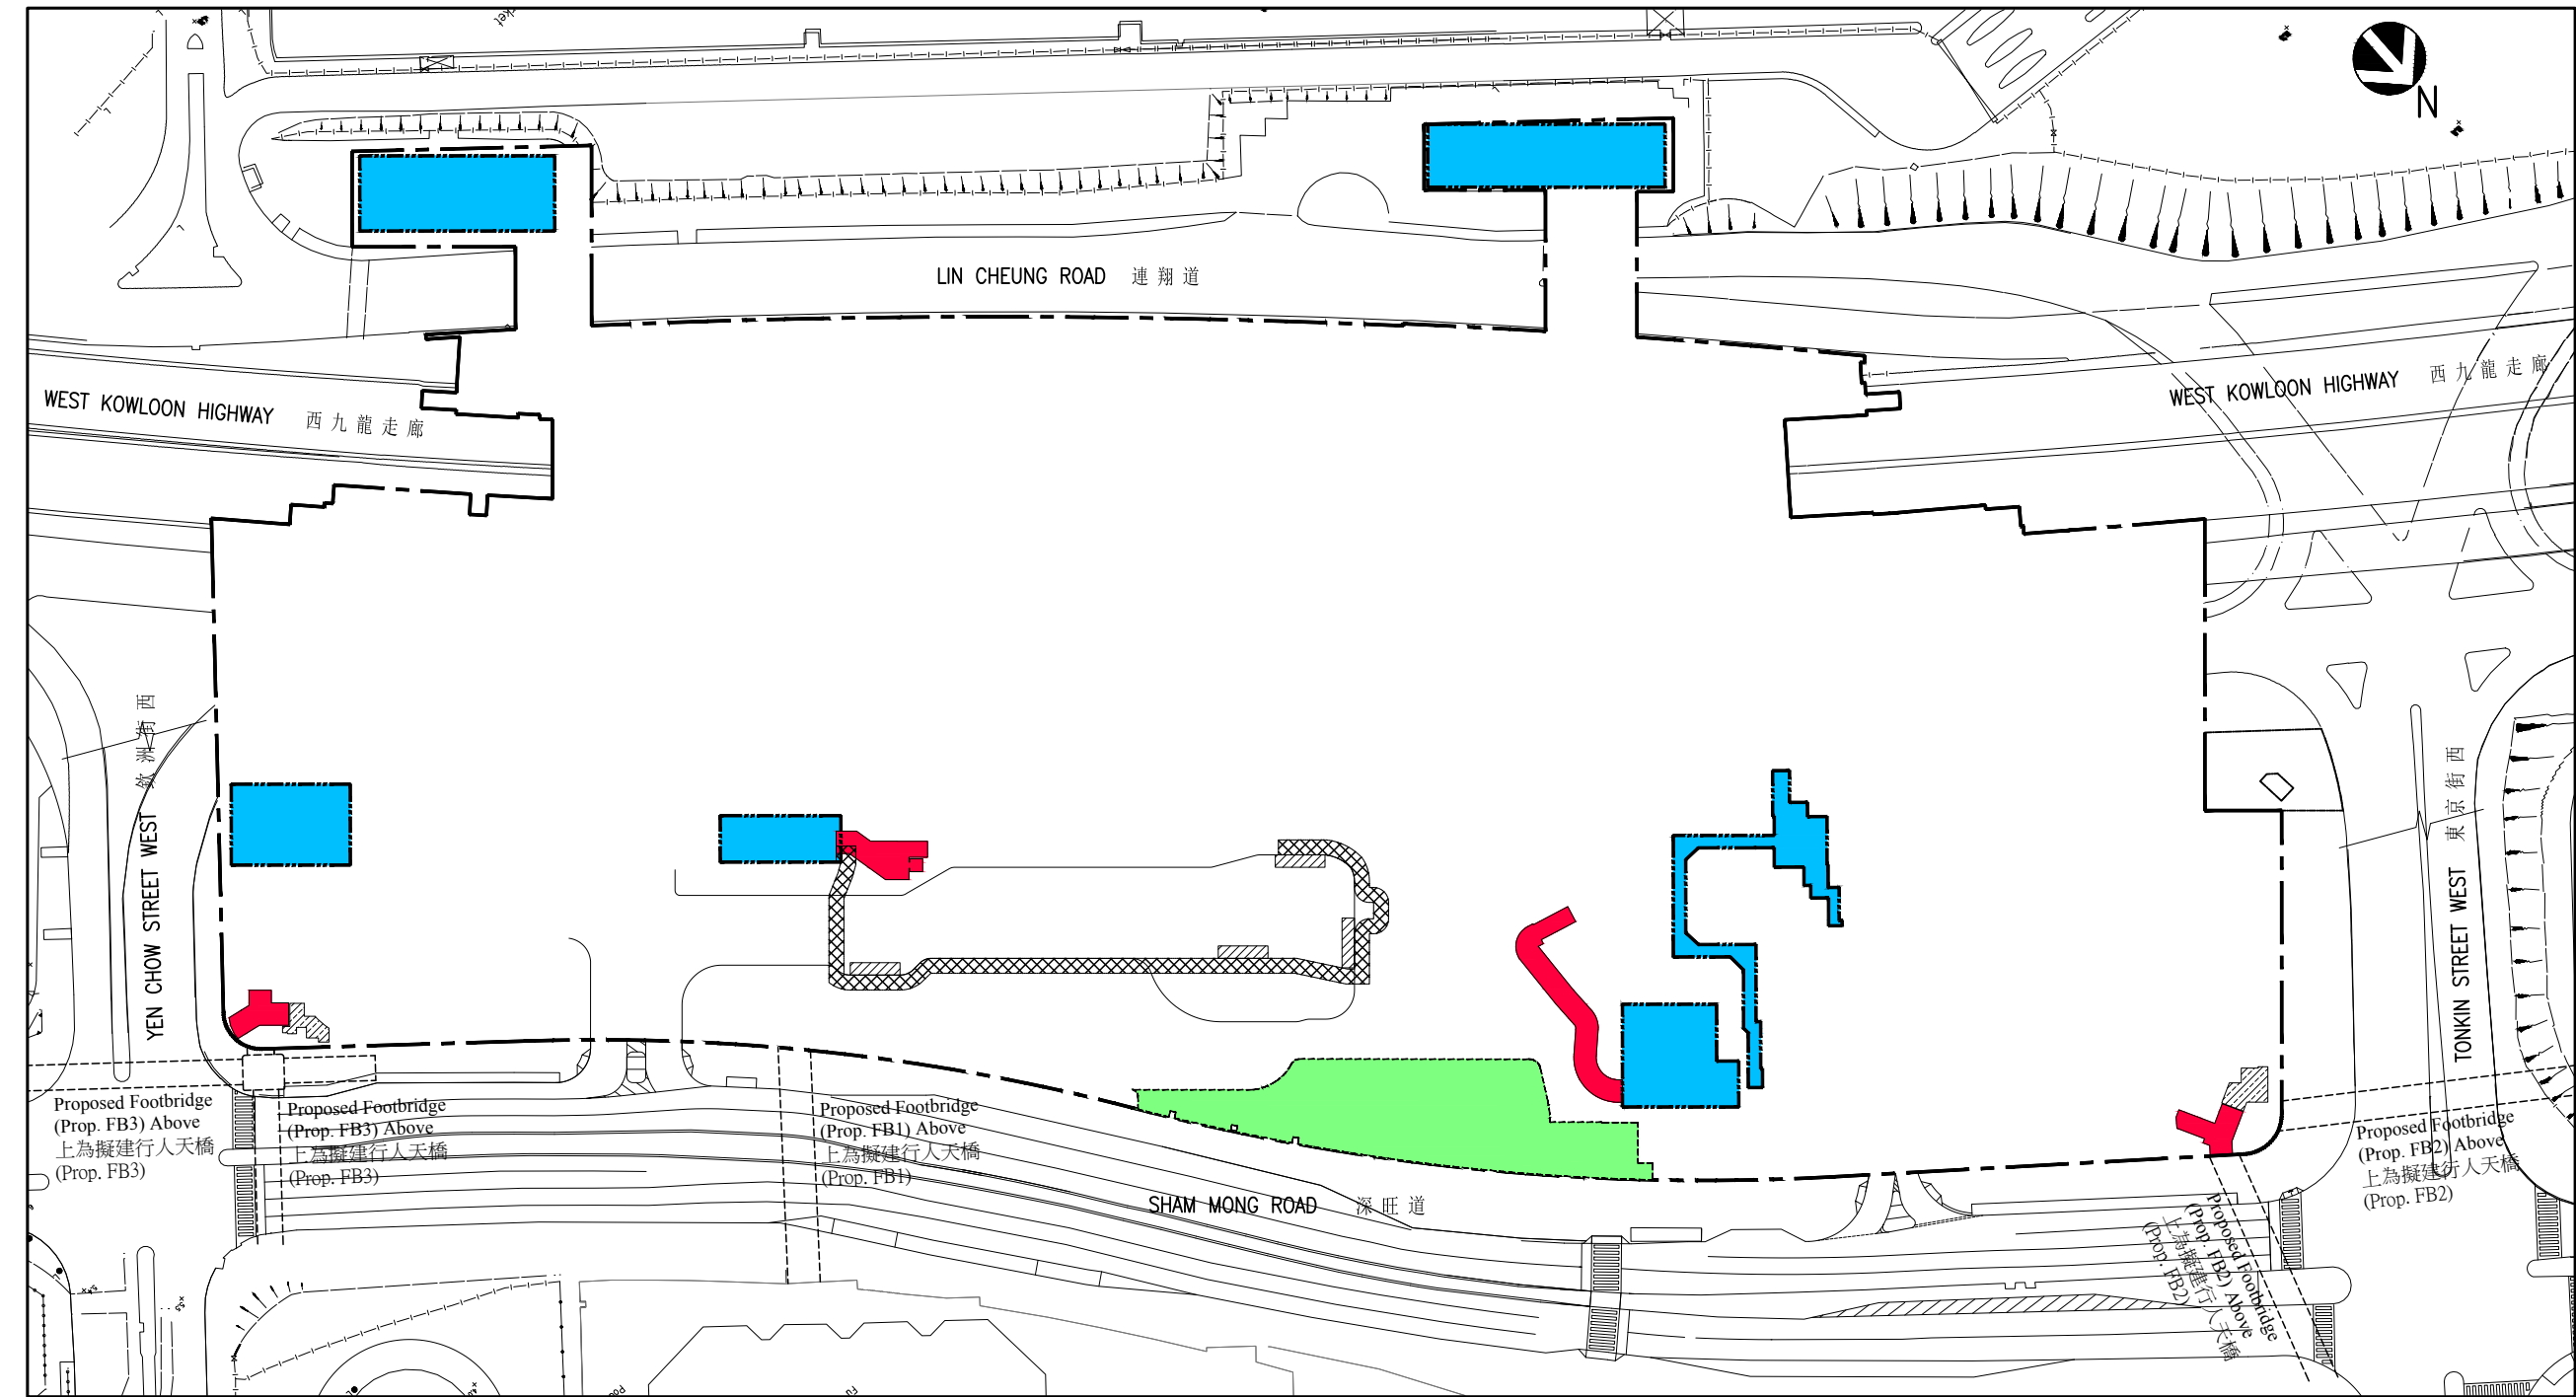 N
LIN CHEUNG ROAD 連翔道
WEST KOWLOON HIGHWAY 西九龍走廊
WEST KOWLOON HIGHWAY 西九龍走廊
YEN CHOW STREET WEST 欽洲街西
TONKIN STREET WEST 東京街西
Proposed Footbridge
(Prop. FB3) Above
上為擬建行人天橋
(Prop. FB3)
Proposed Footbridge
(Prop. FB3) Above
上為擬建行人天橋
(Prop. FB3)
Proposed Footbridge
(Prop. FB1) Above
上為擬建行人天橋
(Prop. FB1)
SHAM MONG ROAD 深旺道
Proposed Footbridge
(Prop. FB2) Above
上為擬建行人天橋
(Prop. FB2)
Proposed Footbridge
(Prop. FB2) Above
上為擬建行人天橋
(Prop. FB2)